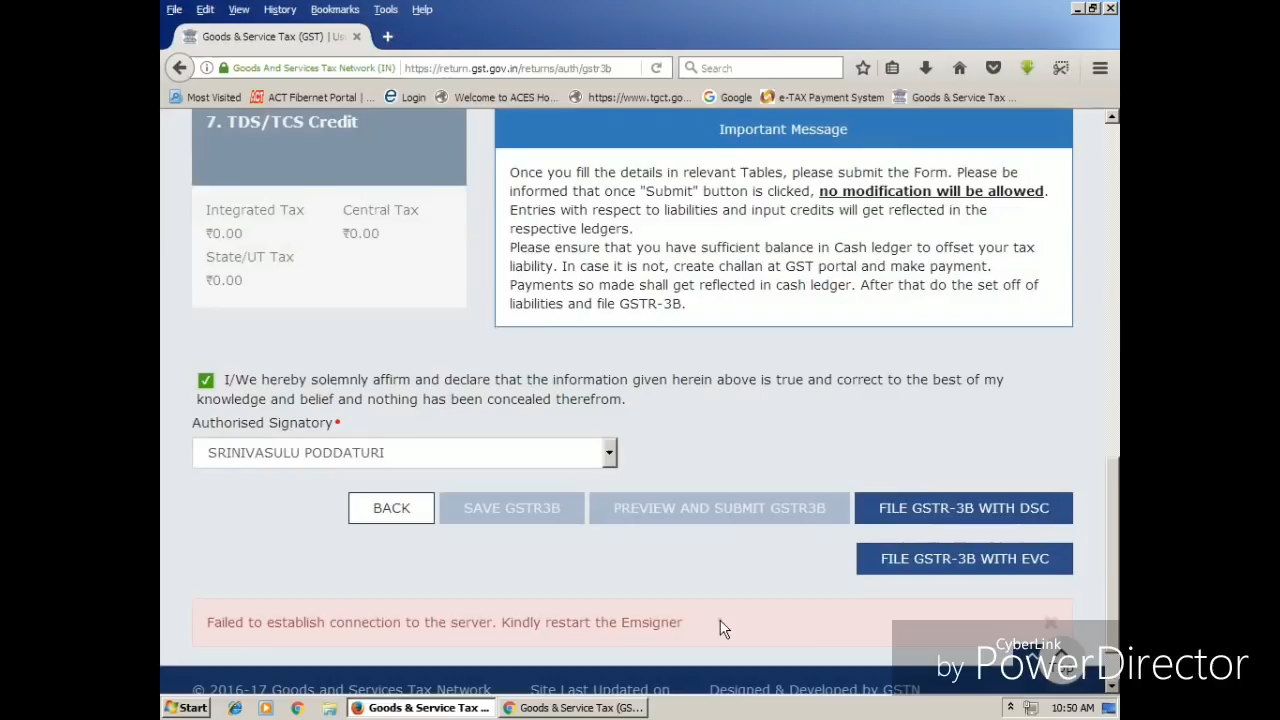 File Edit View History Bookmarks Tools Help
Goods & Service Tax (GST) | Us
Goods And Services Tax Network (IN) https://return.gst.gov.in/returns/auth/gstr3b Search
Most Visited ACT Fibernet Portal | ... Login Welcome to ACES Ho... https://www.tgct.go... Google e-TAX Payment System Goods & Service Tax ...
7. TDS/TCS Credit
Integrated Tax Central Tax
₹0.00 ₹0.00
State/UT Tax
₹0.00
Important Message
Once you fill the details in relevant Tables, please submit the Form. Please be
informed that once "Submit" button is clicked, no modification will be allowed.
Entries with respect to liabilities and input credits will get reflected in the
respective ledgers.
Please ensure that you have sufficient balance in Cash ledger to offset your tax
liability. In case it is not, create challan at GST portal and make payment.
Payments so made shall get reflected in cash ledger. After that do the set off of
liabilities and file GSTR-3B.
I/We hereby solemnly affirm and declare that the information given herein above is true and correct to the best of my
knowledge and belief and nothing has been concealed therefrom.
Authorised Signatory•
SRINIVASULU PODDATURI
BACK SAVE GSTR3B PREVIEW AND SUBMIT GSTR3B FILE GSTR-3B WITH DSC
FILE GSTR-3B WITH EVC
Failed to establish connection to the server. Kindly restart the Emsigner
CyberLink
by PowerDirector
Top
© 2016-17 Goods and Services Tax Network Site Last Updated on Designed & Developed by GSTN
Start Goods & Service Tax ... Goods & Service Tax (GS... 10:50 AM